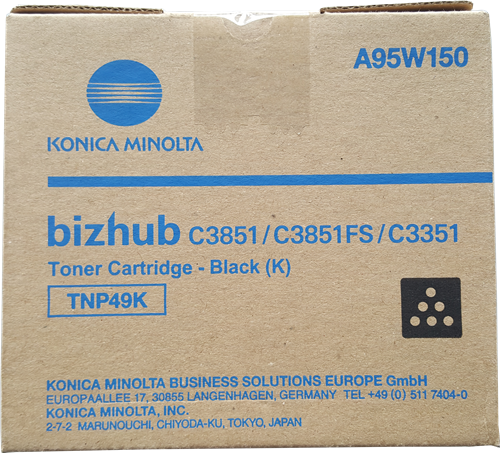 A95W150
KONICA MINOLTA
bizhub C3851/C3851FS/C3351
Toner Cartridge - Black (K)
TNP49K
KONICA MINOLTA BUSINESS SOLUTIONS EUROPE GmbH
EUROPAALLEE 17, 30855 LANGENHAGEN, GERMANY TEL +49 (0) 511 7404-0
KONICA MINOLTA, INC.
2-7-2 MARUNOUCHI, CHIYODA-KU, TOKYO, JAPAN